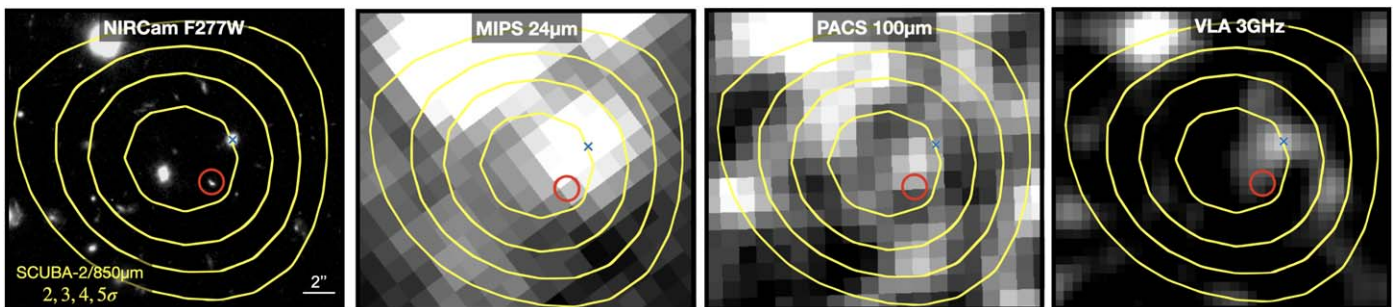 NIRCam F277W
MIPS 24μm
PACS 100μm
VLA 3GHz
SCUBA-2/850μm
2, 3, 4, 5σ
2"